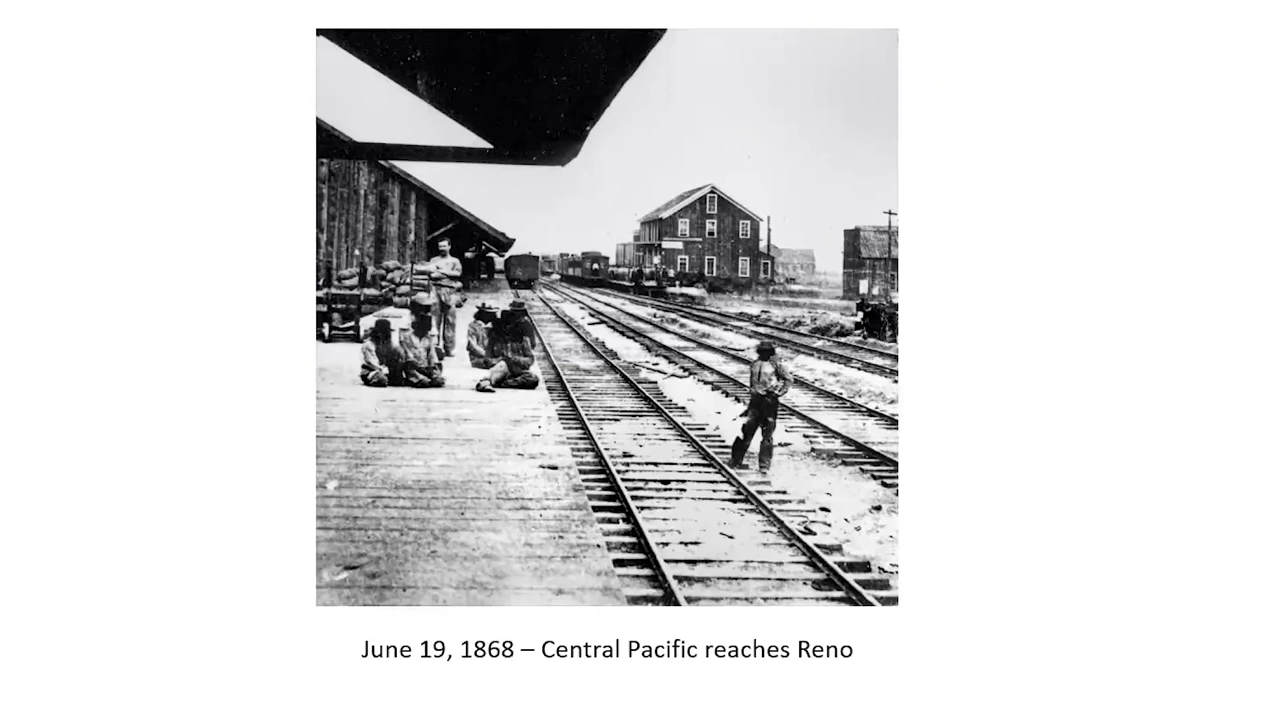 June 19, 1868 – Central Pacific reaches Reno